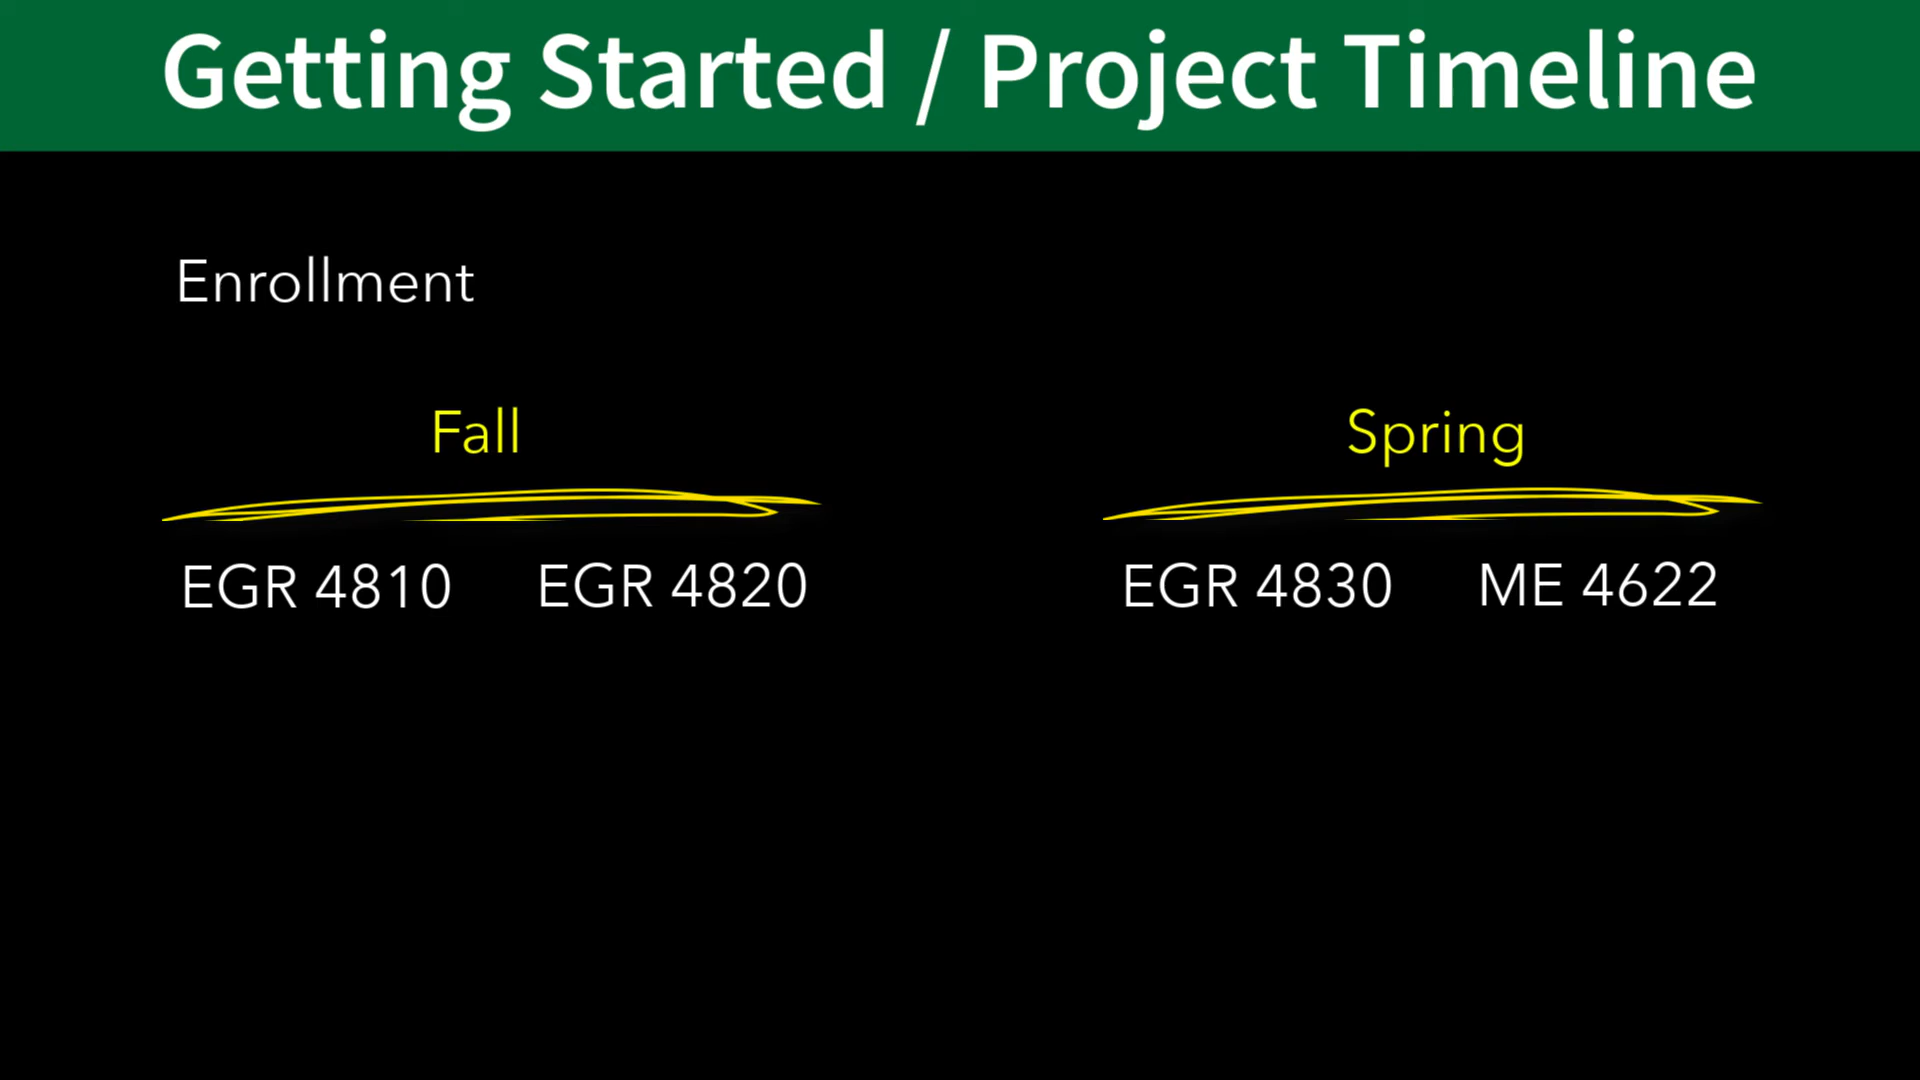 Getting Started / Project Timeline
Enrollment
Fall
EGR 4810 EGR 4820
Spring
EGR 4830 ME 4622